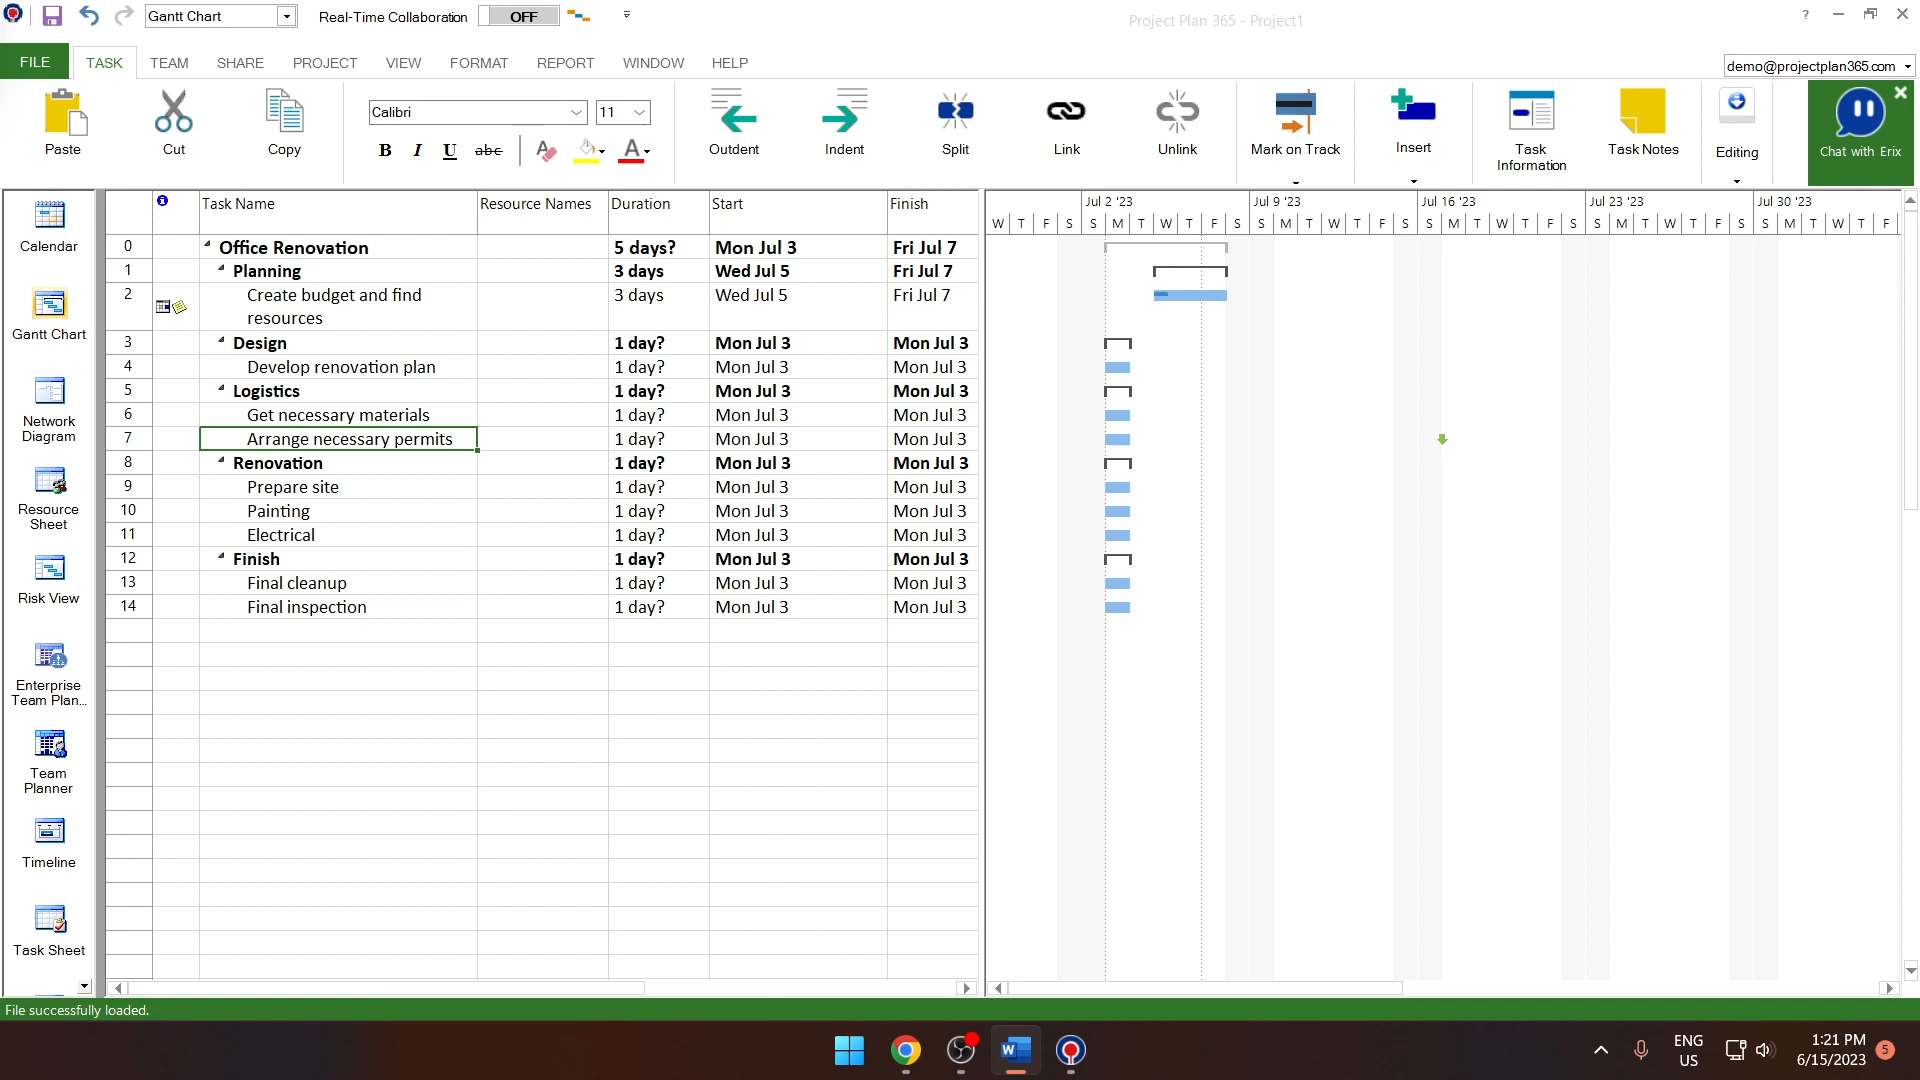 Gantt Chart Real-Time Collaboration OFF Project Plan 365 - Project1 ?
FILE TASK TEAM SHARE PROJECT VIEW FORMAT REPORT WINDOW HELP demo@projectplan365.com
Calibri 11
B I U abc A
Paste Cut Copy Outdent Indent Split Link Unlink Mark on Track Insert Task Information Task Notes Editing Chat with Erix
Calendar
Gantt Chart
Network
Diagram
Resource
Sheet
Risk View
Enterprise
Team Plan...
Team
Planner
Timeline
Task Sheet
Task Name Resource Names Duration Start Finish
0 Office Renovation 5 days? Mon Jul 3 Fri Jul 7
1 Planning 3 days Wed Jul 5 Fri Jul 7
2 Create budget and find 3 days Wed Jul 5 Fri Jul 7
resources
3 Design 1 day? Mon Jul 3 Mon Jul 3
4 Develop renovation plan 1 day? Mon Jul 3 Mon Jul 3
5 Logistics 1 day? Mon Jul 3 Mon Jul 3
6 Get necessary materials 1 day? Mon Jul 3 Mon Jul 3
7 Arrange necessary permits 1 day? Mon Jul 3 Mon Jul 3
8 Renovation 1 day? Mon Jul 3 Mon Jul 3
9 Prepare site 1 day? Mon Jul 3 Mon Jul 3
10 Painting 1 day? Mon Jul 3 Mon Jul 3
11 Electrical 1 day? Mon Jul 3 Mon Jul 3
12 Finish 1 day? Mon Jul 3 Mon Jul 3
13 Final cleanup 1 day? Mon Jul 3 Mon Jul 3
14 Final inspection 1 day? Mon Jul 3 Mon Jul 3
Jul 2 '23 Jul 9 '23 Jul 16 '23 Jul 23 '23 Jul 30 '23
W T F S S M T W T F S S M T W T F S S M T W T F S S M T W T F S S M T W T F
File successfully loaded.
W
ENG
US
1:21 PM
6/15/2023
5